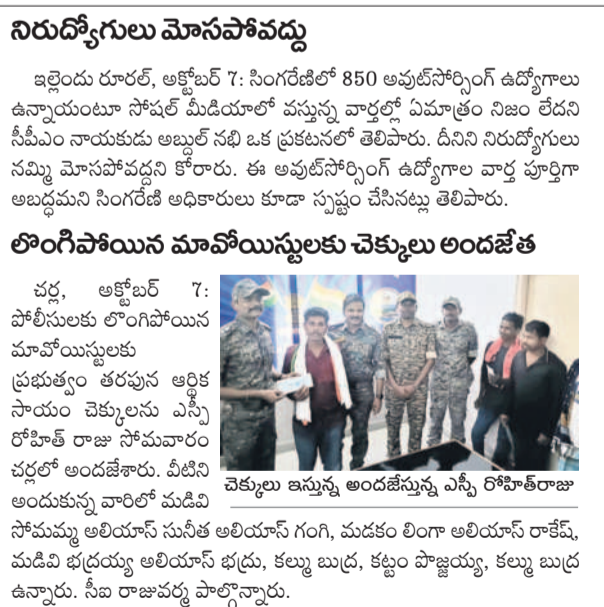 నిరుద్యోగులు మోసపోవద్దు
ఇల్లెందు రూరల్, అక్టోబర్ 7: సింగరేణిలో 850 అవుట్‌సోర్సింగ్ ఉద్యోగాలు
ఉన్నాయంటూ సోషల్ మీడియాలో వస్తున్న వార్తల్లో ఏమాత్రం నిజం లేదని
సీపీఎం నాయకుడు అబ్దుల్ నభి ఒక ప్రకటనలో తెలిపారు. దీనిని నిరుద్యోగులు
నమ్మి మోసపోవద్దని కోరారు. ఈ అవుట్‌సోర్సింగ్ ఉద్యోగాల వార్త పూర్తిగా
అబద్ధమని సింగరేణి అధికారులు కూడా స్పష్టం చేసినట్లు తెలిపారు.
లొంగిపోయిన మావోయిస్టులకు చెక్కులు అందజేత
చర్ల, అక్టోబర్ 7:
పోలీసులకు లొంగిపోయిన
మావోయిస్టులకు
ప్రభుత్వం తరపున ఆర్థిక
సాయం చెక్కులను ఎస్పీ
రోహిత్ రాజు సోమవారం
చర్లలో అందజేశారు. వీటిని
అందుకున్న వారిలో మడివి
చెక్కులు ఇస్తున్న అందజేస్తున్న ఎస్పీ రోహిత్‌రాజు
సోమమ్మ అలియాస్ సునీత అలియాస్ గంగి, మడకం లింగా అలియాస్ రాకేష్,
మడివి భద్రయ్య అలియాస్ భద్రు, కల్ము బుద్ర, కట్టం పొజ్జయ్య, కల్ము బుద్ర
ఉన్నారు. సీఐ రాజువర్మ పాల్గొన్నారు.